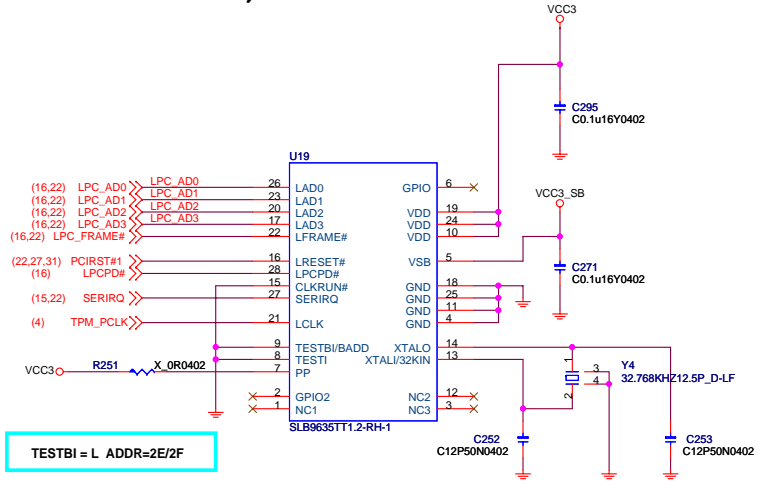 VCC3
C295
C0.1u16Y0402
U19
(16,22) LPC_AD0 LPC_AD0 26 LAD0 GPIO 6
(16,22) LPC_AD1 LPC_AD1 23 LAD1
(16,22) LPC_AD2 LPC_AD2 20 LAD2 VDD 19
(16,22) LPC_AD3 LPC_AD3 17 LAD3 VDD 24
(16,22) LPC_FRAME# 22 LFRAME# VDD 10
VCC3_SB
(22,27,31) PCIRST#1 16 LRESET# VSB 5
(16) LPCPD# 28 LPCPD#
15 CLKRUN# GND 18
(15,22) SERIRQ 27 SERIRQ GND 25
GND 11
(4) TPM_PCLK 21 LCLK GND 4
C271
C0.1u16Y0402
9 TESTBI/BADD XTALO 14
8 TESTI XTALI/32KIN 13
VCC3 R251 X_0R0402 7 PP
1 3 Y4
4 32.768KHZ12.5P_D-LF
2
2 GPIO2 NC2 12
1 NC1 NC3 3
SLB9635TT1.2-RH-1
C252
C12P50N0402
C253
C12P50N0402
TESTBI = L ADDR=2E/2F